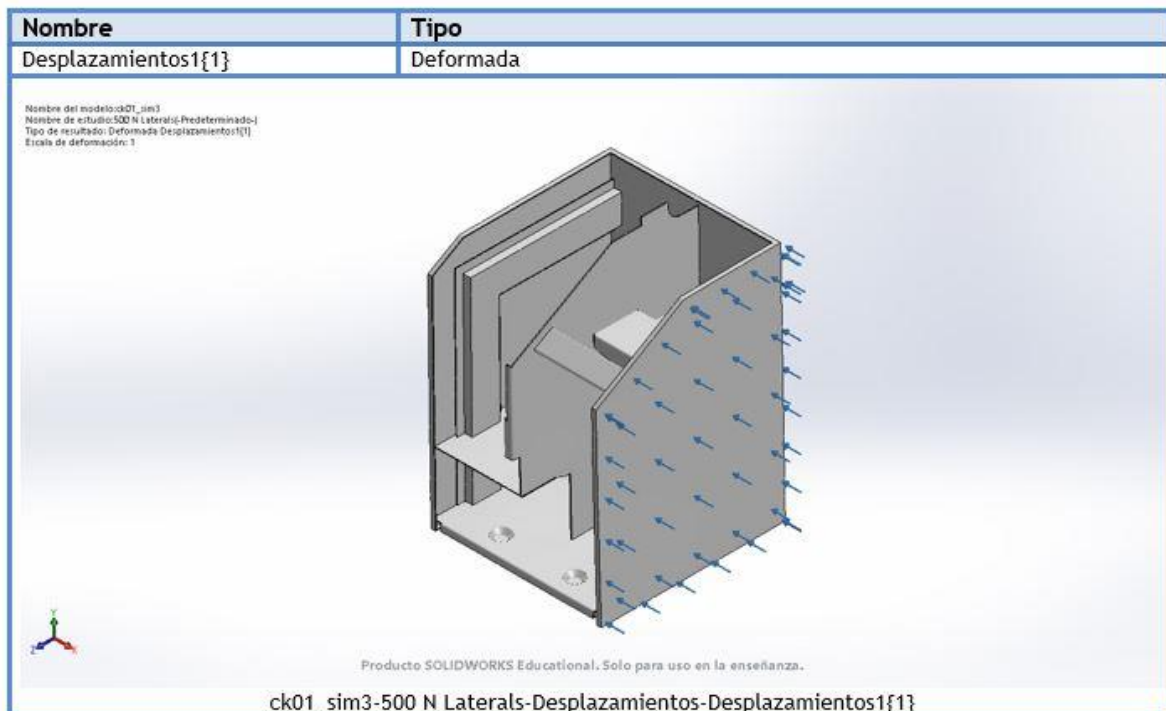 Nombre Tipo
Desplazamientos1{1} Deformada
Nombre del modelo:ck01_sim3
Nombre de estudio:500 N Laterals(-Predeterminado-)
Tipo de resultado: Deformada Desplazamientos1{1}
Escala de deformación: 1
Y
Z
X
Producto SOLIDWORKS Educational. Solo para uso en la enseñanza.
ck01_sim3-500 N Laterals-Desplazamientos-Desplazamientos1{1}